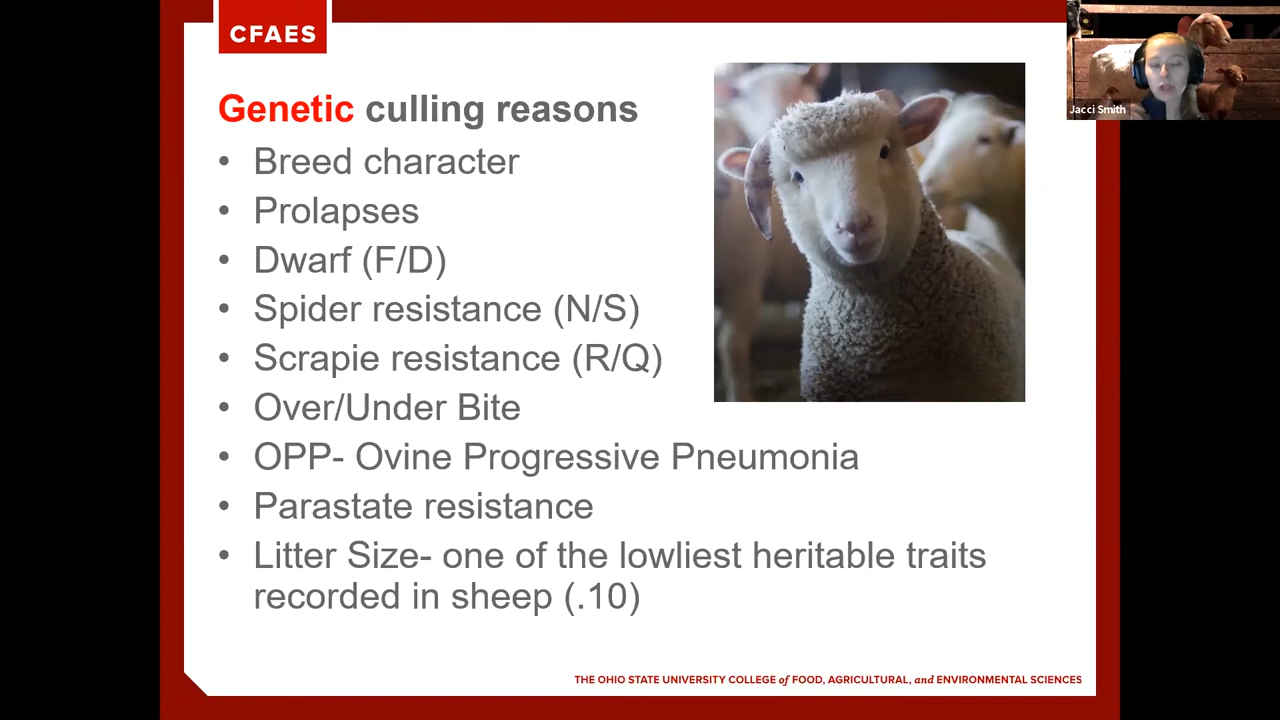 CFAES
Jacci Smith
Genetic culling reasons
• Breed character
• Prolapses
• Dwarf (F/D)
• Spider resistance (N/S)
• Scrapie resistance (R/Q)
• Over/Under Bite
• OPP- Ovine Progressive Pneumonia
• Parastate resistance
• Litter Size- one of the lowliest heritable traits
recorded in sheep (.10)
THE OHIO STATE UNIVERSITY COLLEGE of FOOD, AGRICULTURAL, and ENVIRONMENTAL SCIENCES